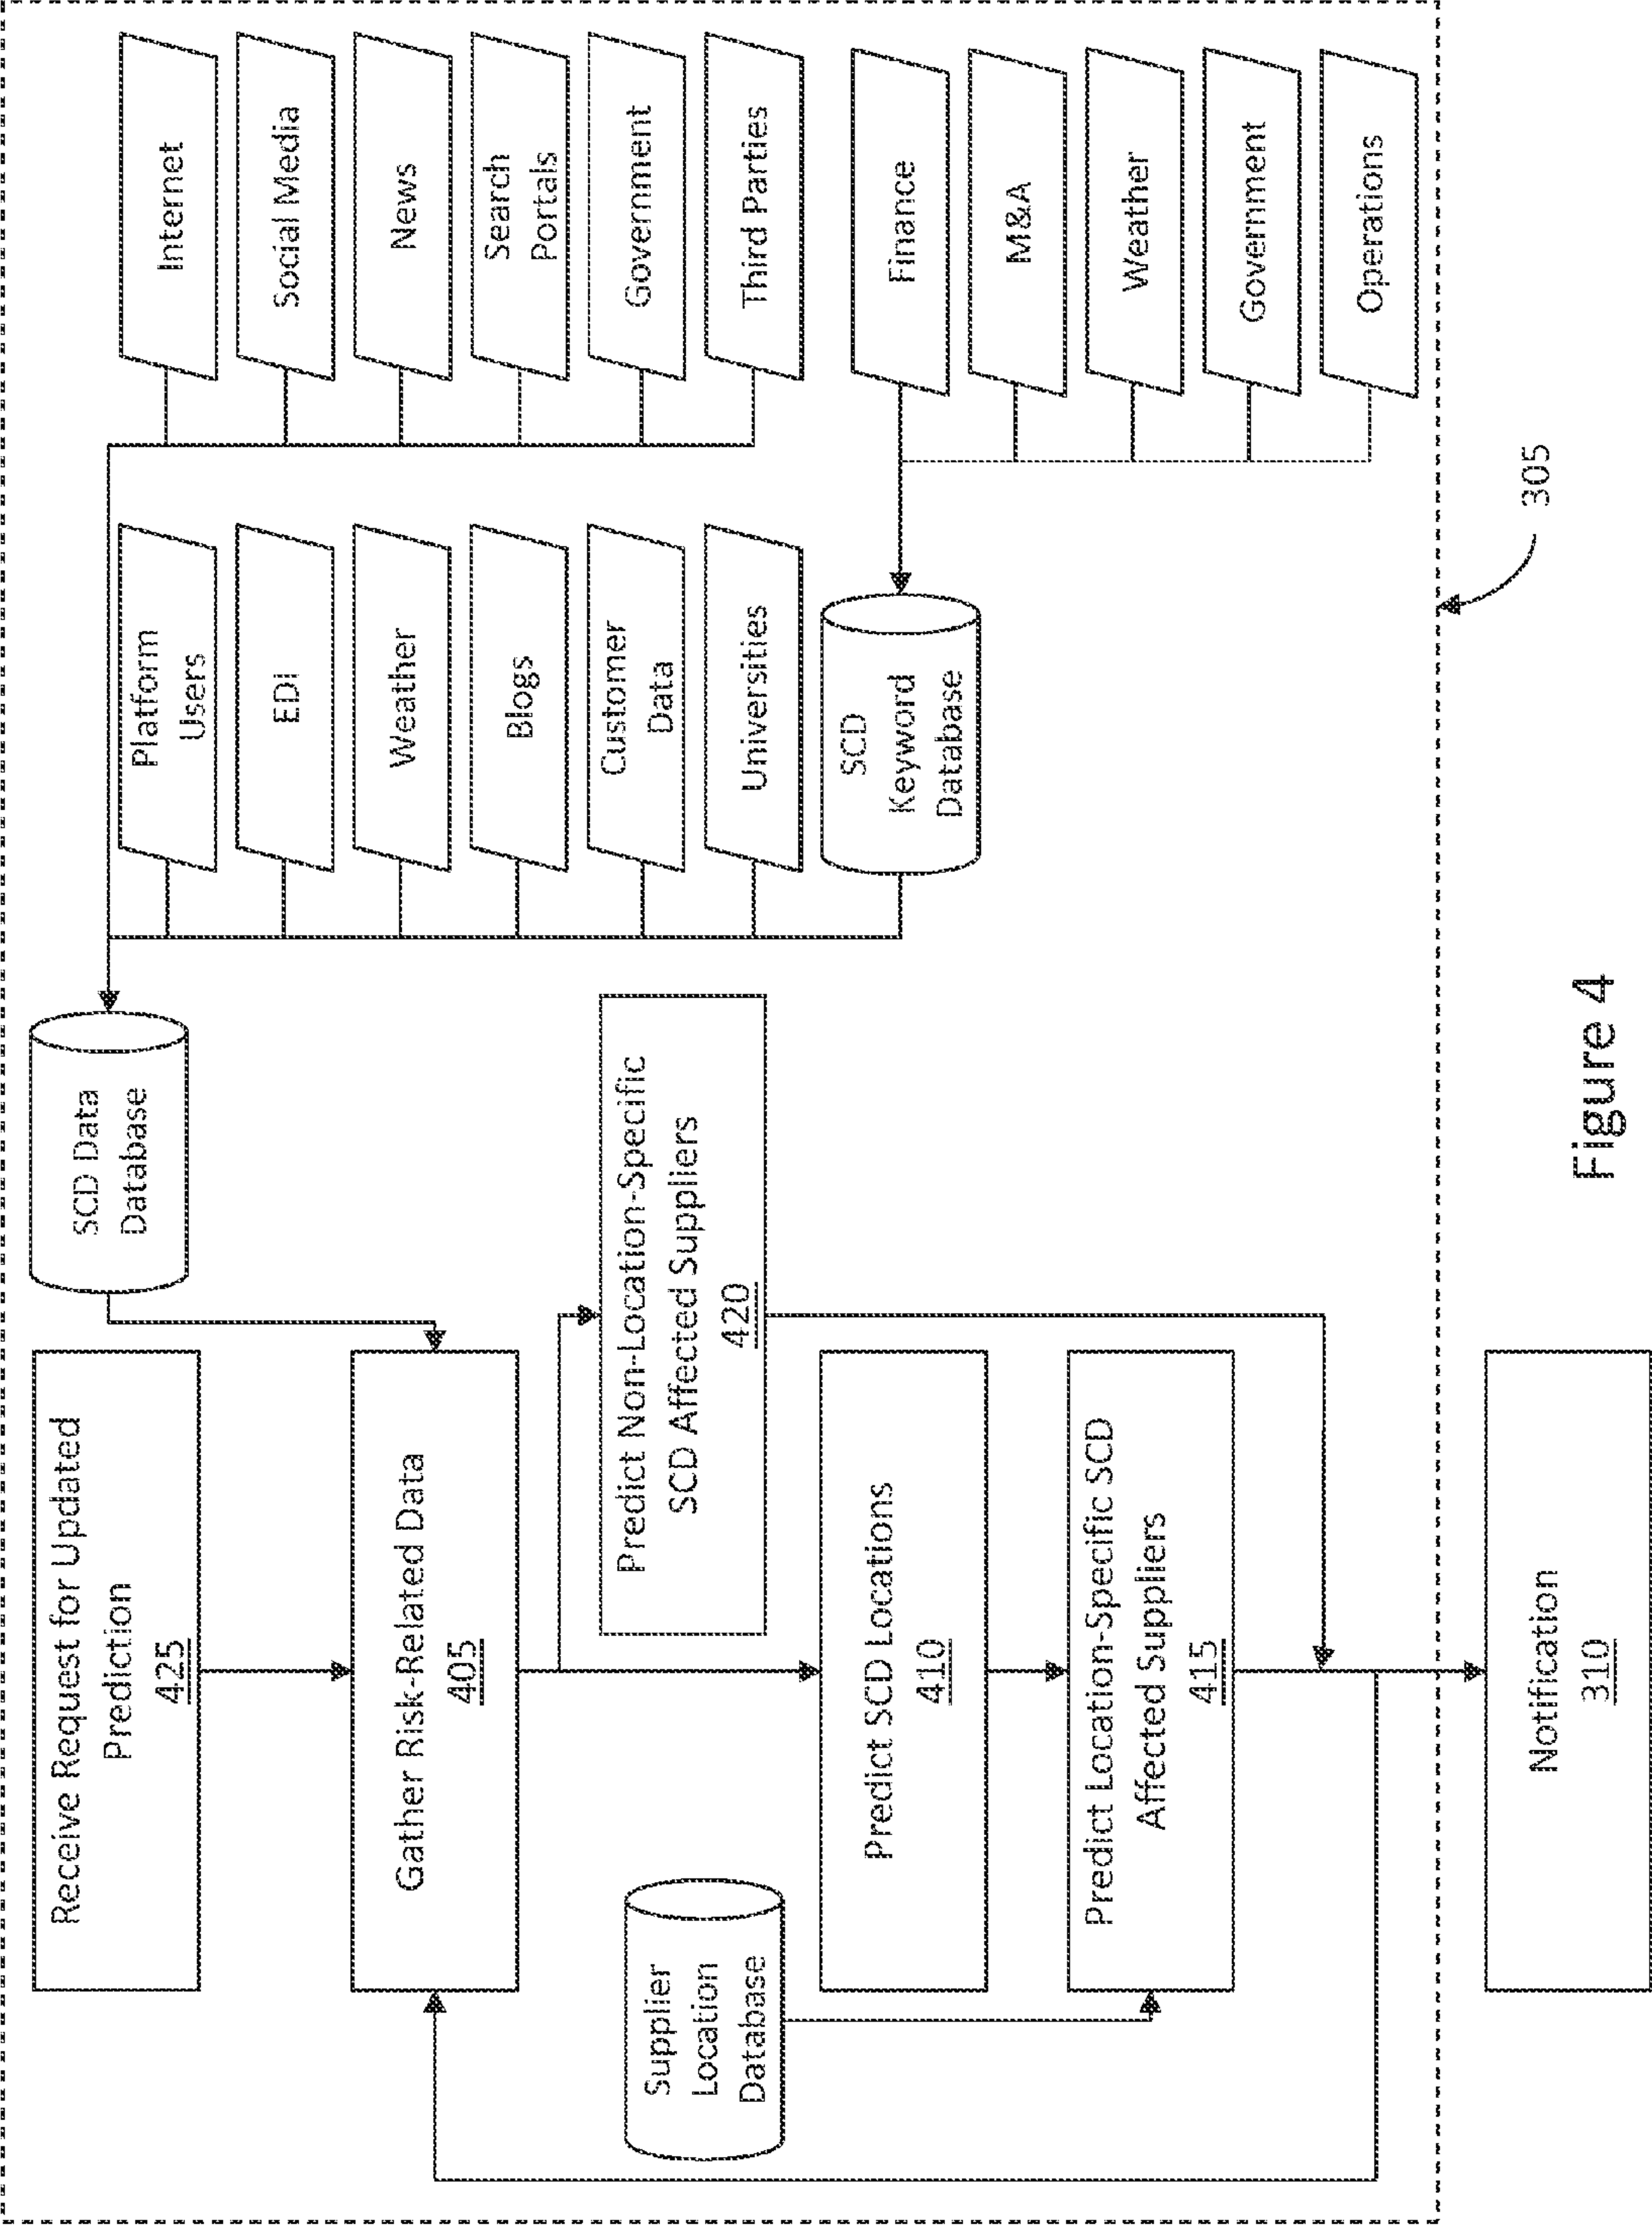 Receive Request for Updated
Prediction
425
Gather Risk-Related Data
405
Supplier
Location
Database
Predict SCD Locations
410
Predict Location-Specific SCD
Affected Suppliers
415
Notification
310
SCD Data
Database
Predict Non-Location-Specific
SCD Affected Suppliers
420
Platform
Users
EDI
Weather
Blogs
Customer
Data
Universities
SCD
Keyword
Database
Internet
Social Media
News
Search
Portals
Government
Third Parties
Finance
M&A
Weather
Government
Operations
305
Figure 4